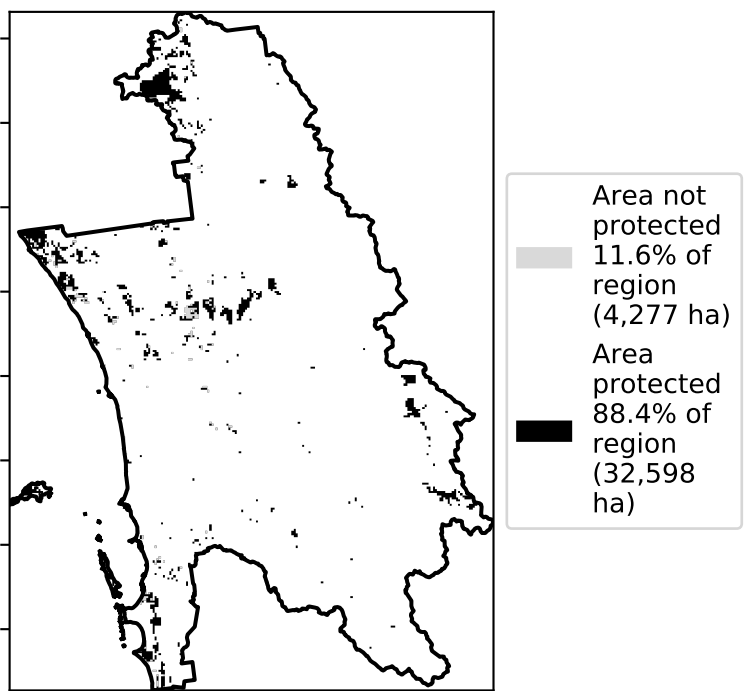 Area not
protected
11.6% of
region
(4,277 ha)
Area
protected
88.4% of
region
(32,598
ha)